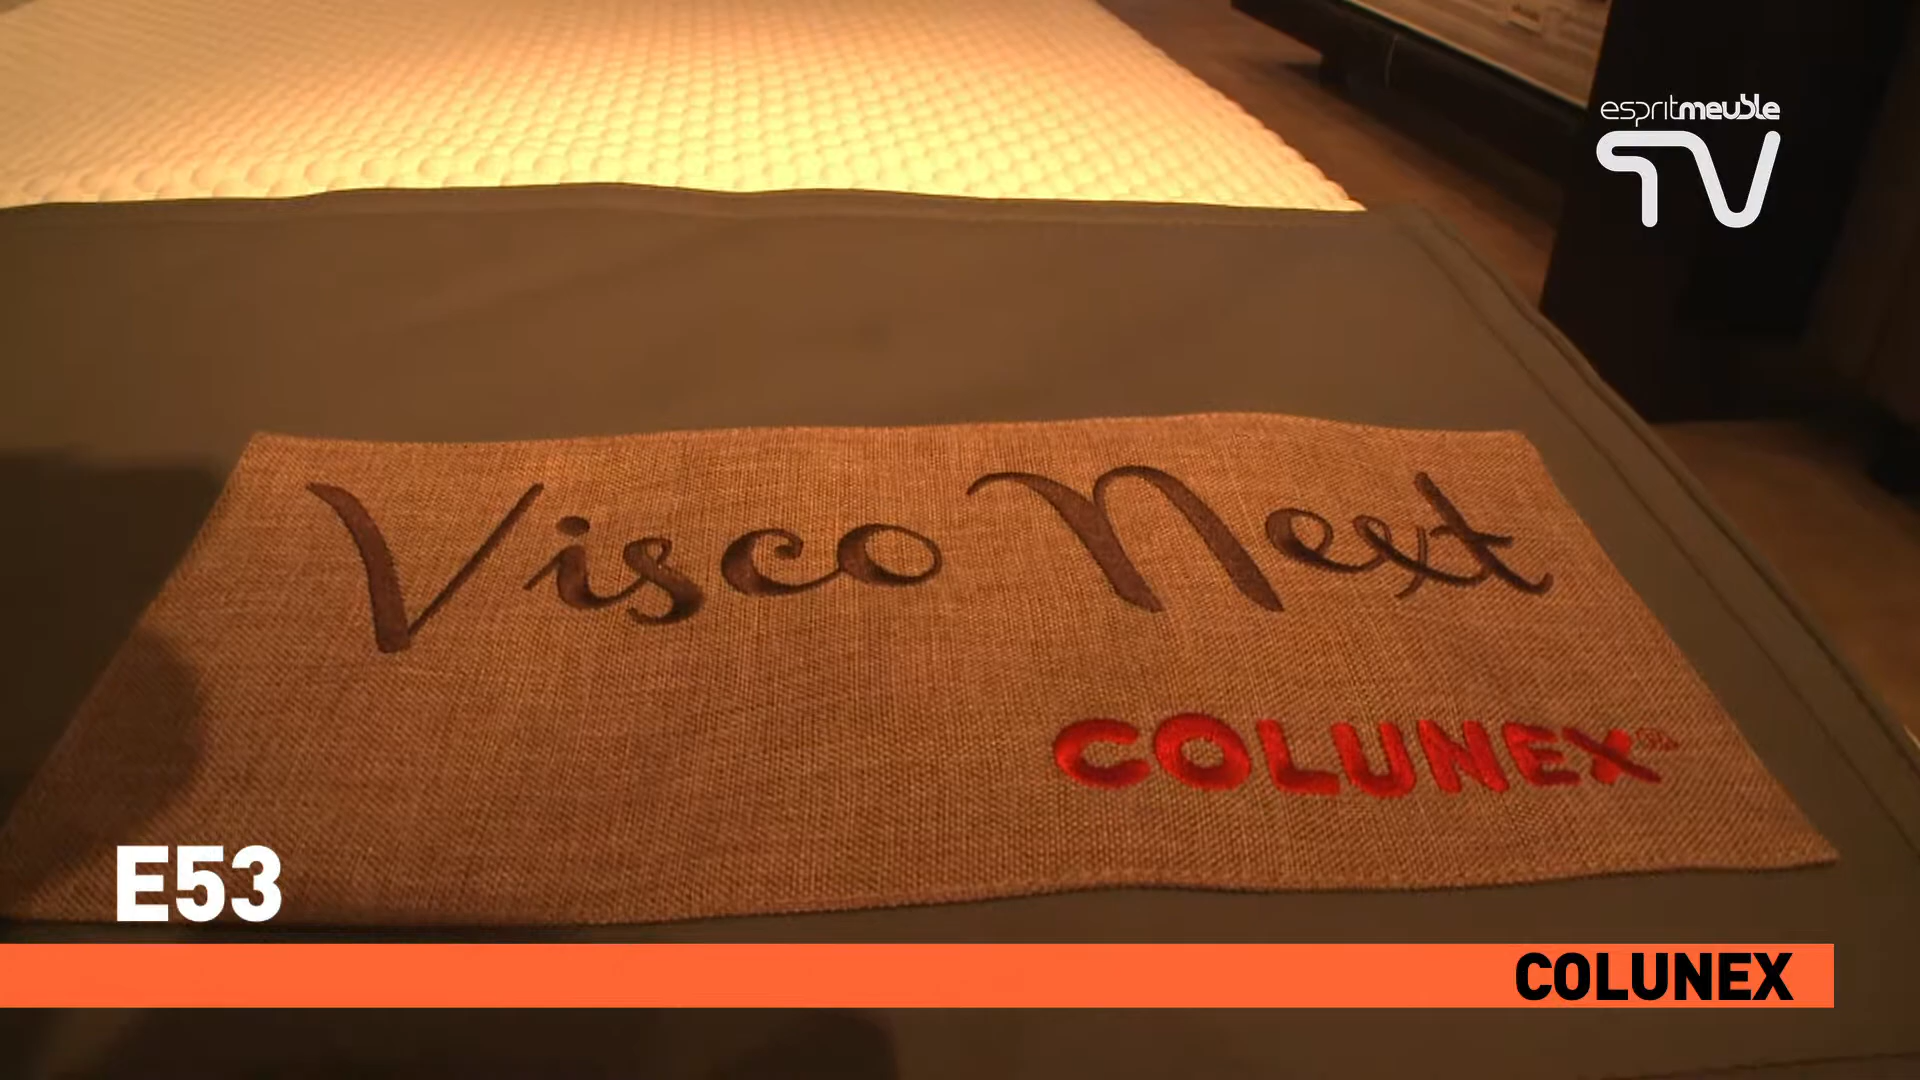 espritmeuble
TV
Visco Next
COLUNEX
E53
COLUNEX